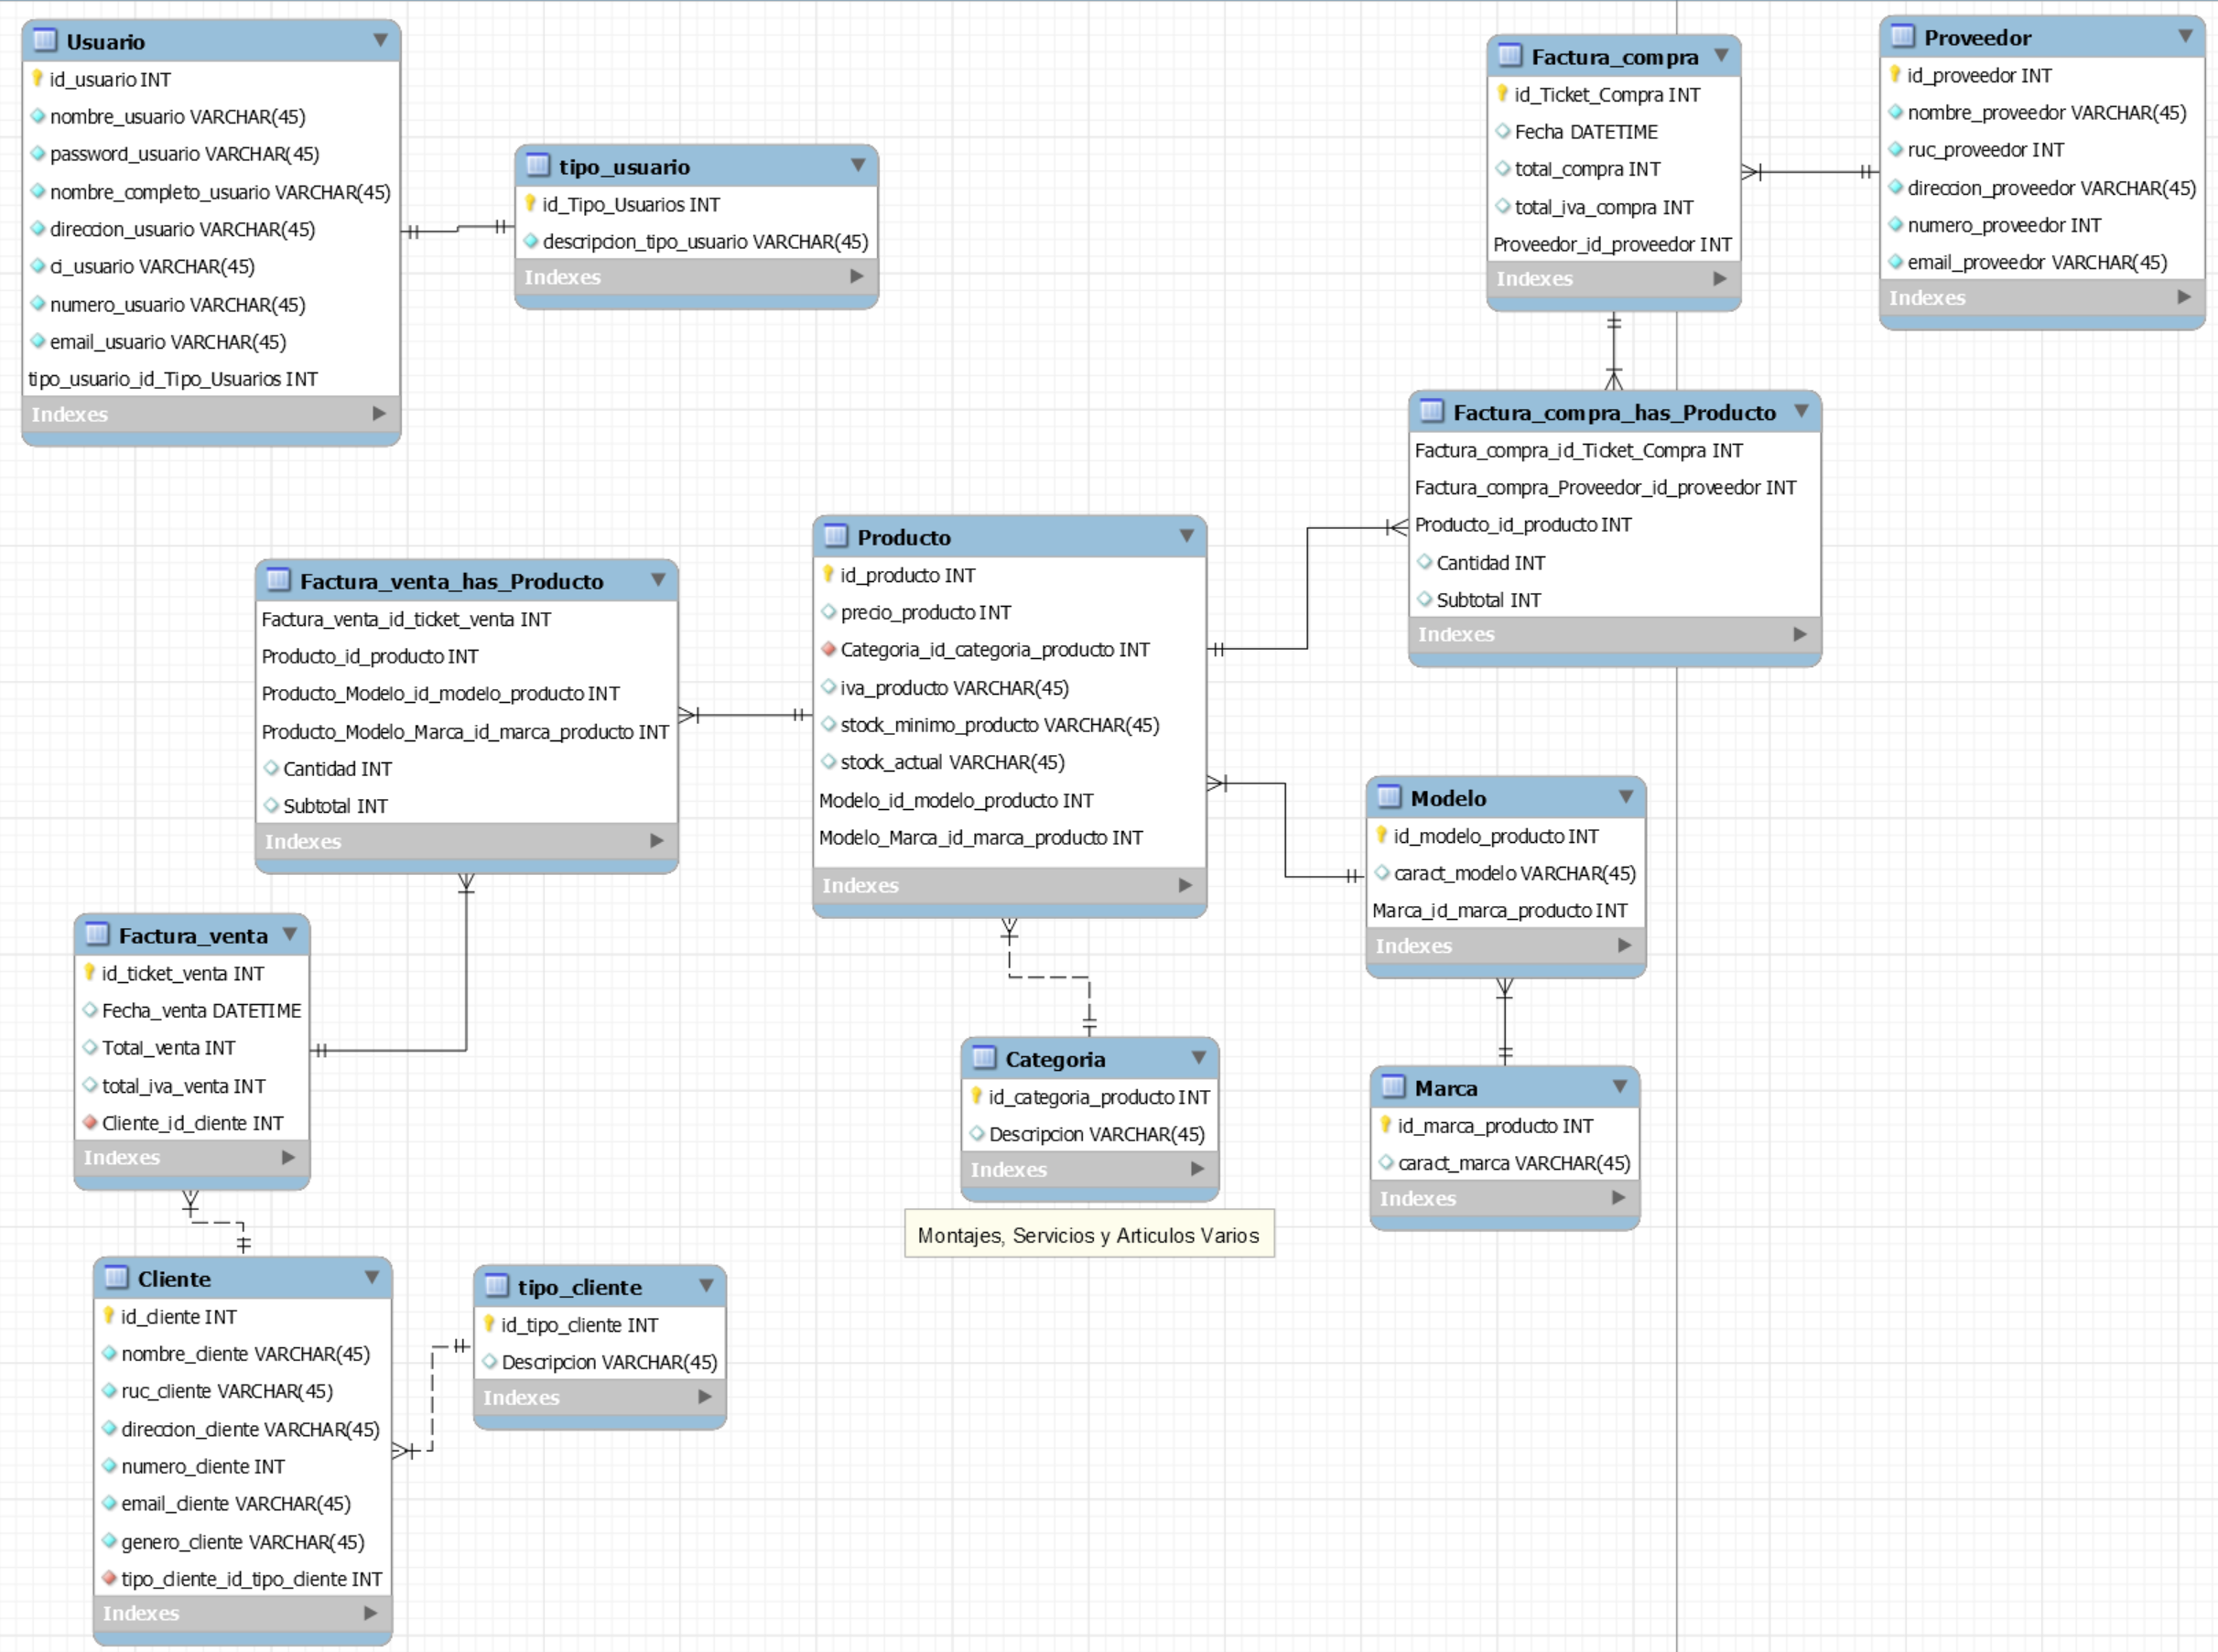 Usuario
id_usuario INT
nombre_usuario VARCHAR(45)
password_usuario VARCHAR(45)
nombre_completo_usuario VARCHAR(45)
direccion_usuario VARCHAR(45)
ci_usuario VARCHAR(45)
numero_usuario VARCHAR(45)
email_usuario VARCHAR(45)
tipo_usuario_id_Tipo_Usuarios INT
Indexes
tipo_usuario
id_Tipo_Usuarios INT
descripcion_tipo_usuario VARCHAR(45)
Indexes
Factura_compra
id_Ticket_Compra INT
Fecha DATETIME
total_compra INT
total_iva_compra INT
Proveedor_id_proveedor INT
Indexes
Proveedor
id_proveedor INT
nombre_proveedor VARCHAR(45)
ruc_proveedor INT
direccion_proveedor VARCHAR(45)
numero_proveedor INT
email_proveedor VARCHAR(45)
Indexes
Factura_compra_has_Producto
Factura_compra_id_Ticket_Compra INT
Factura_compra_Proveedor_id_proveedor INT
Producto_id_producto INT
Cantidad INT
Subtotal INT
Indexes
Factura_venta_has_Producto
Factura_venta_id_ticket_venta INT
Producto_id_producto INT
Producto_Modelo_id_modelo_producto INT
Producto_Modelo_Marca_id_marca_producto INT
Cantidad INT
Subtotal INT
Indexes
Producto
id_producto INT
precio_producto INT
Categoria_id_categoria_producto INT
iva_producto VARCHAR(45)
stock_minimo_producto VARCHAR(45)
stock_actual VARCHAR(45)
Modelo_id_modelo_producto INT
Modelo_Marca_id_marca_producto INT
Indexes
Modelo
id_modelo_producto INT
caract_modelo VARCHAR(45)
Marca_id_marca_producto INT
Indexes
Factura_venta
id_ticket_venta INT
Fecha_venta DATETIME
Total_venta INT
total_iva_venta INT
Cliente_id_cliente INT
Indexes
Categoria
id_categoria_producto INT
Descripcion VARCHAR(45)
Indexes
Montajes, Servicios y Articulos Varios
Marca
id_marca_producto INT
caract_marca VARCHAR(45)
Indexes
Cliente
id_cliente INT
nombre_cliente VARCHAR(45)
ruc_cliente VARCHAR(45)
direccion_cliente VARCHAR(45)
numero_cliente INT
email_cliente VARCHAR(45)
genero_cliente VARCHAR(45)
tipo_cliente_id_tipo_cliente INT
Indexes
tipo_cliente
id_tipo_cliente INT
Descripcion VARCHAR(45)
Indexes